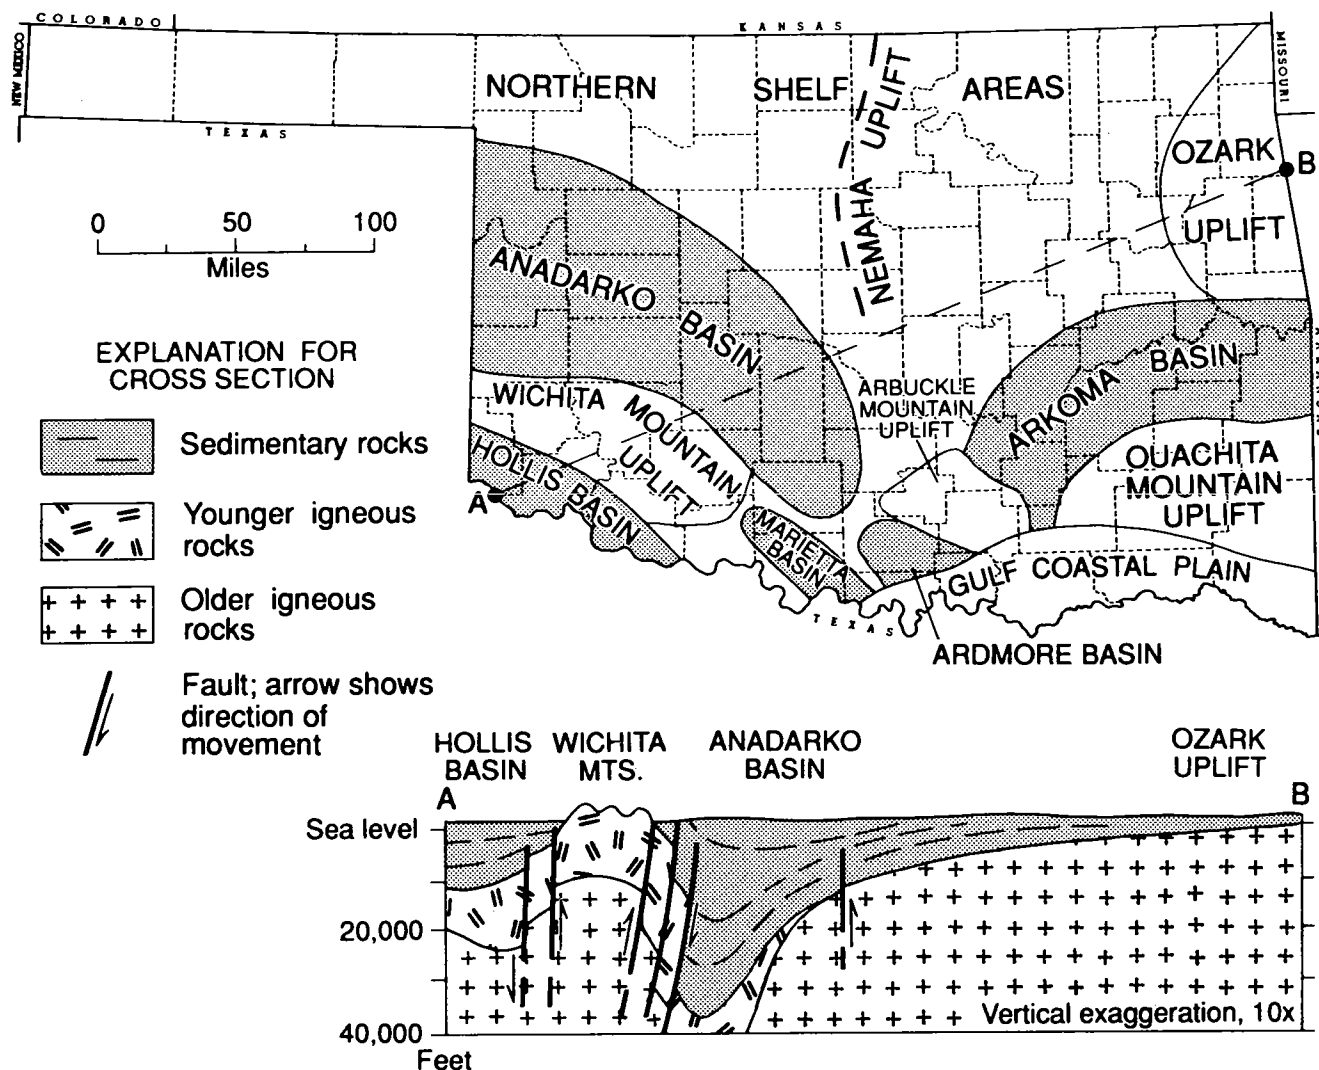 COLORADO
KANSAS
NEW MEXICO
MISSOURI
TEXAS
NORTHERN SHELF AREAS
NEMAHA UPLIFT
OZARK
UPLIFT
B
0 50 100
Miles
ANADARKO BASIN
ARKOMA BASIN
ARBUCKLE
MOUNTAIN
UPLIFT
WICHITA MOUNTAIN
UPLIFT
HOLLIS BASIN
A
OUACHITA
MOUNTAIN
UPLIFT
MARIETTA
BASIN
GULF COASTAL PLAIN
TEXAS
ARDMORE BASIN
EXPLANATION FOR
CROSS SECTION
Sedimentary rocks
Younger igneous
rocks
Older igneous
rocks
Fault; arrow shows
direction of
movement
HOLLIS
BASIN
WICHITA
MTS.
ANADARKO
BASIN
OZARK
UPLIFT
A
B
Sea level
20,000
40,000
Feet
Vertical exaggeration, 10x